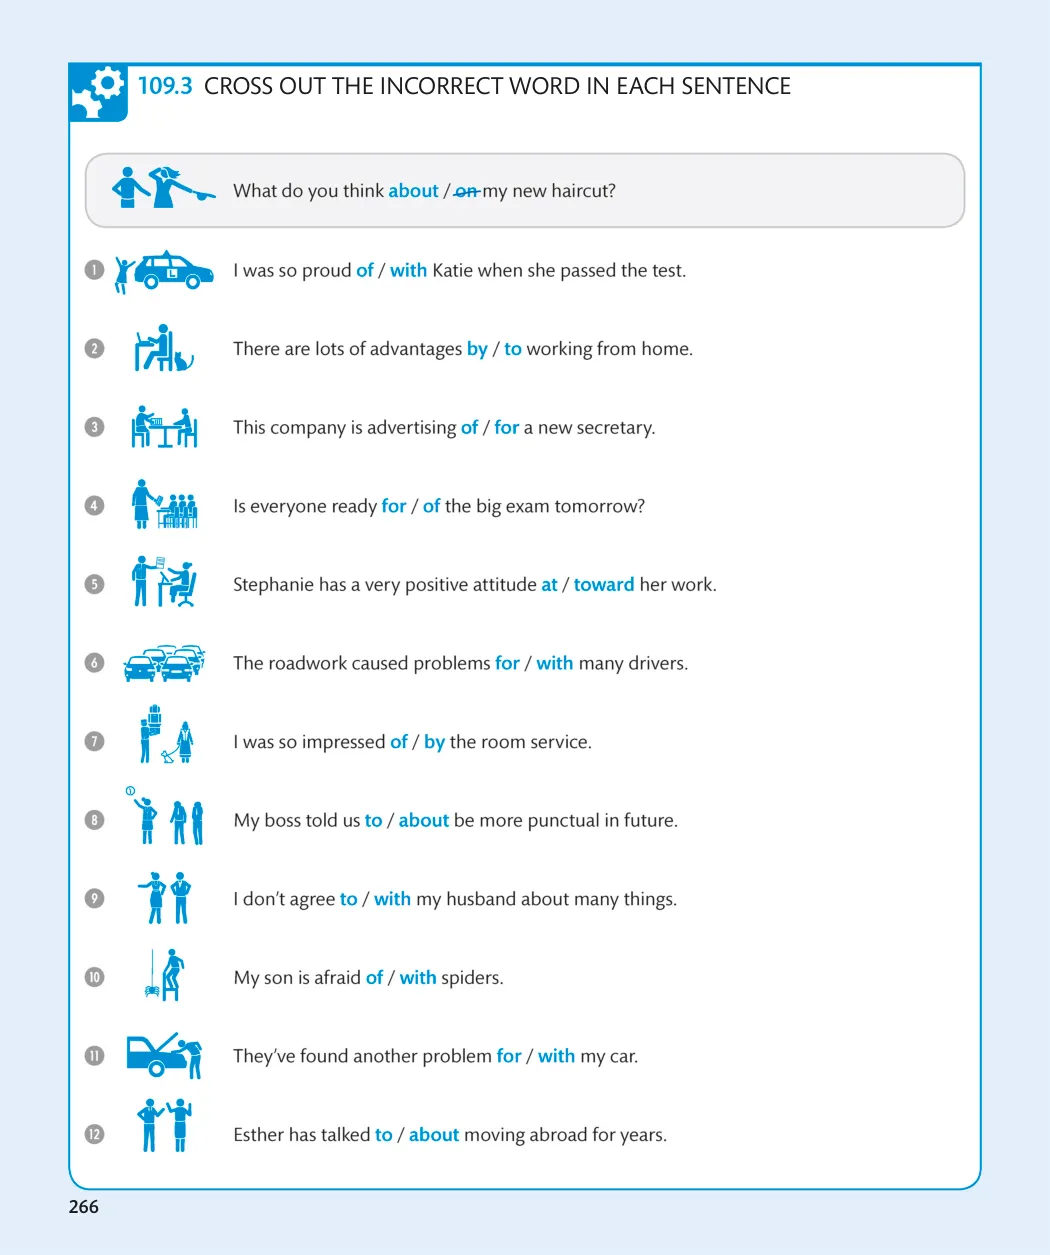 109.3 CROSS OUT THE INCORRECT WORD IN EACH SENTENCE
What do you think about / on my new haircut?
1 I was so proud of / with Katie when she passed the test.
L
2 There are lots of advantages by / to working from home.
3 This company is advertising of / for a new secretary.
4 Is everyone ready for / of the big exam tomorrow?
5 Stephanie has a very positive attitude at / toward her work.
6 The roadwork caused problems for / with many drivers.
7 I was so impressed of / by the room service.
8 My boss told us to / about be more punctual in future.
9 I don’t agree to / with my husband about many things.
10 My son is afraid of / with spiders.
11 They’ve found another problem for / with my car.
12 Esther has talked to / about moving abroad for years.
266